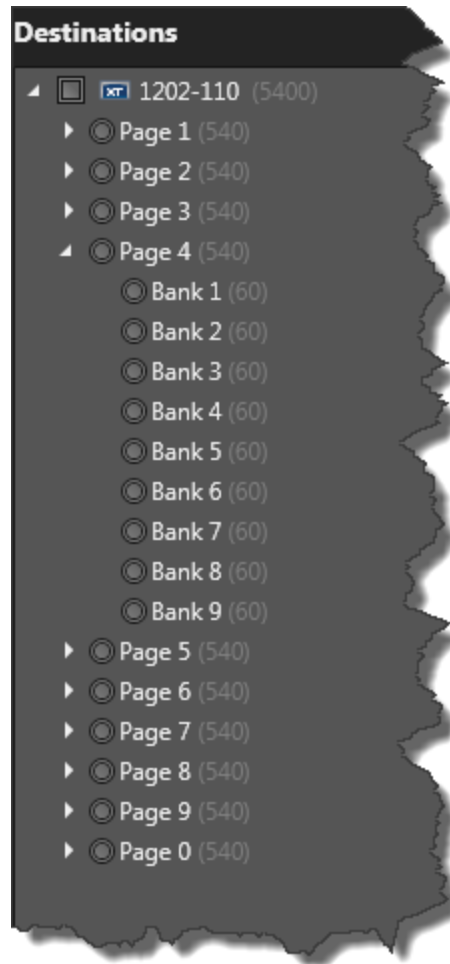 Destinations
XT 1202-110 (5400)
Page 1 (540)
Page 2 (540)
Page 3 (540)
Page 4 (540)
Bank 1 (60)
Bank 2 (60)
Bank 3 (60)
Bank 4 (60)
Bank 5 (60)
Bank 6 (60)
Bank 7 (60)
Bank 8 (60)
Bank 9 (60)
Page 5 (540)
Page 6 (540)
Page 7 (540)
Page 8 (540)
Page 9 (540)
Page 0 (540)